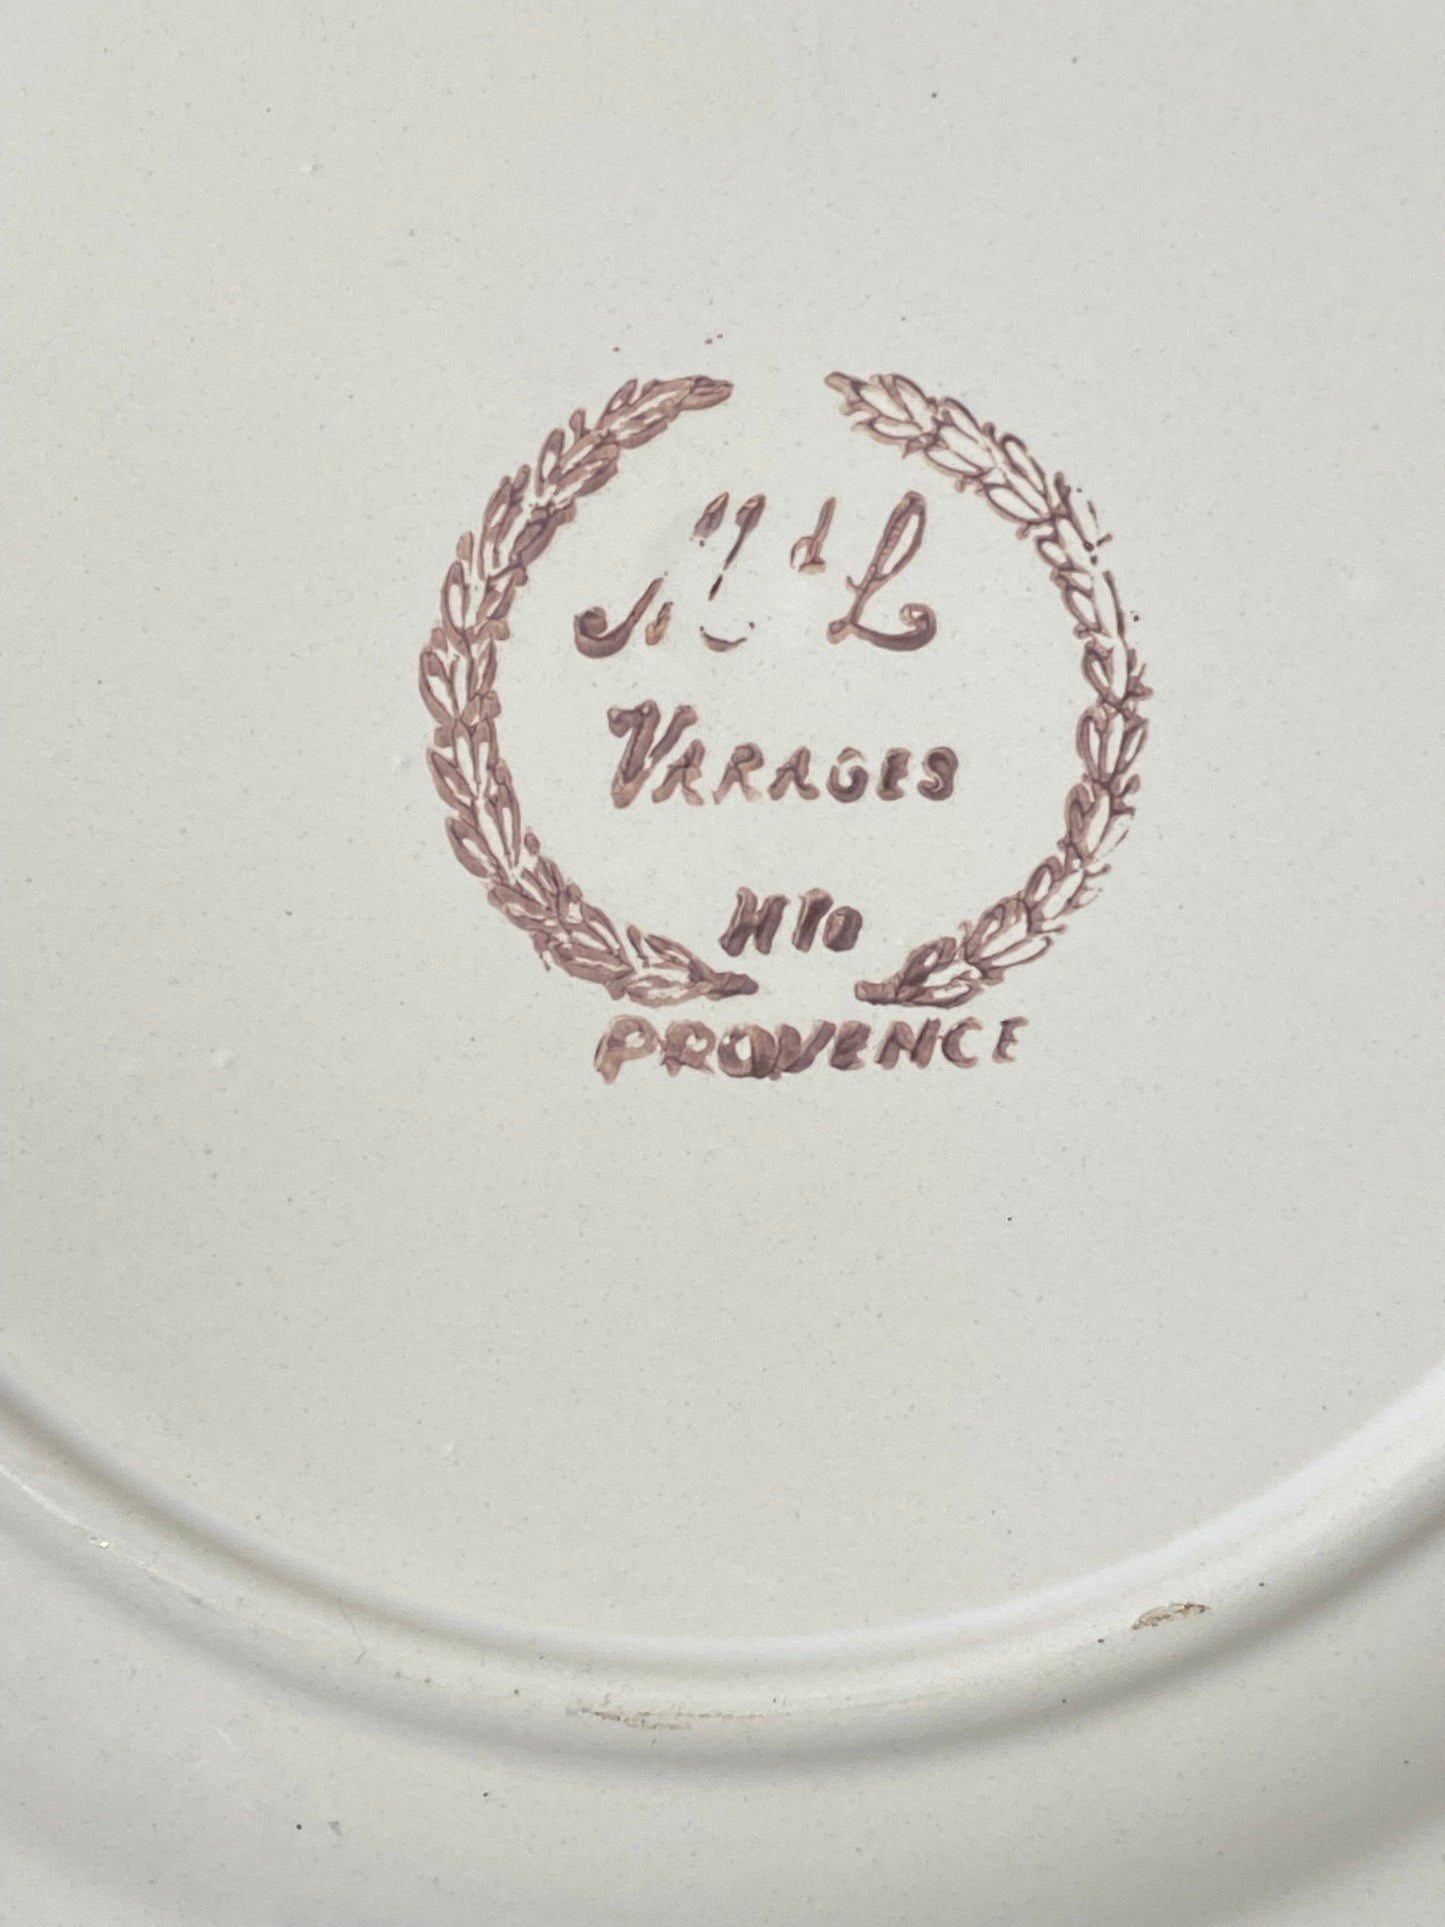 M d L
VARAGES
H10
PROVENCE